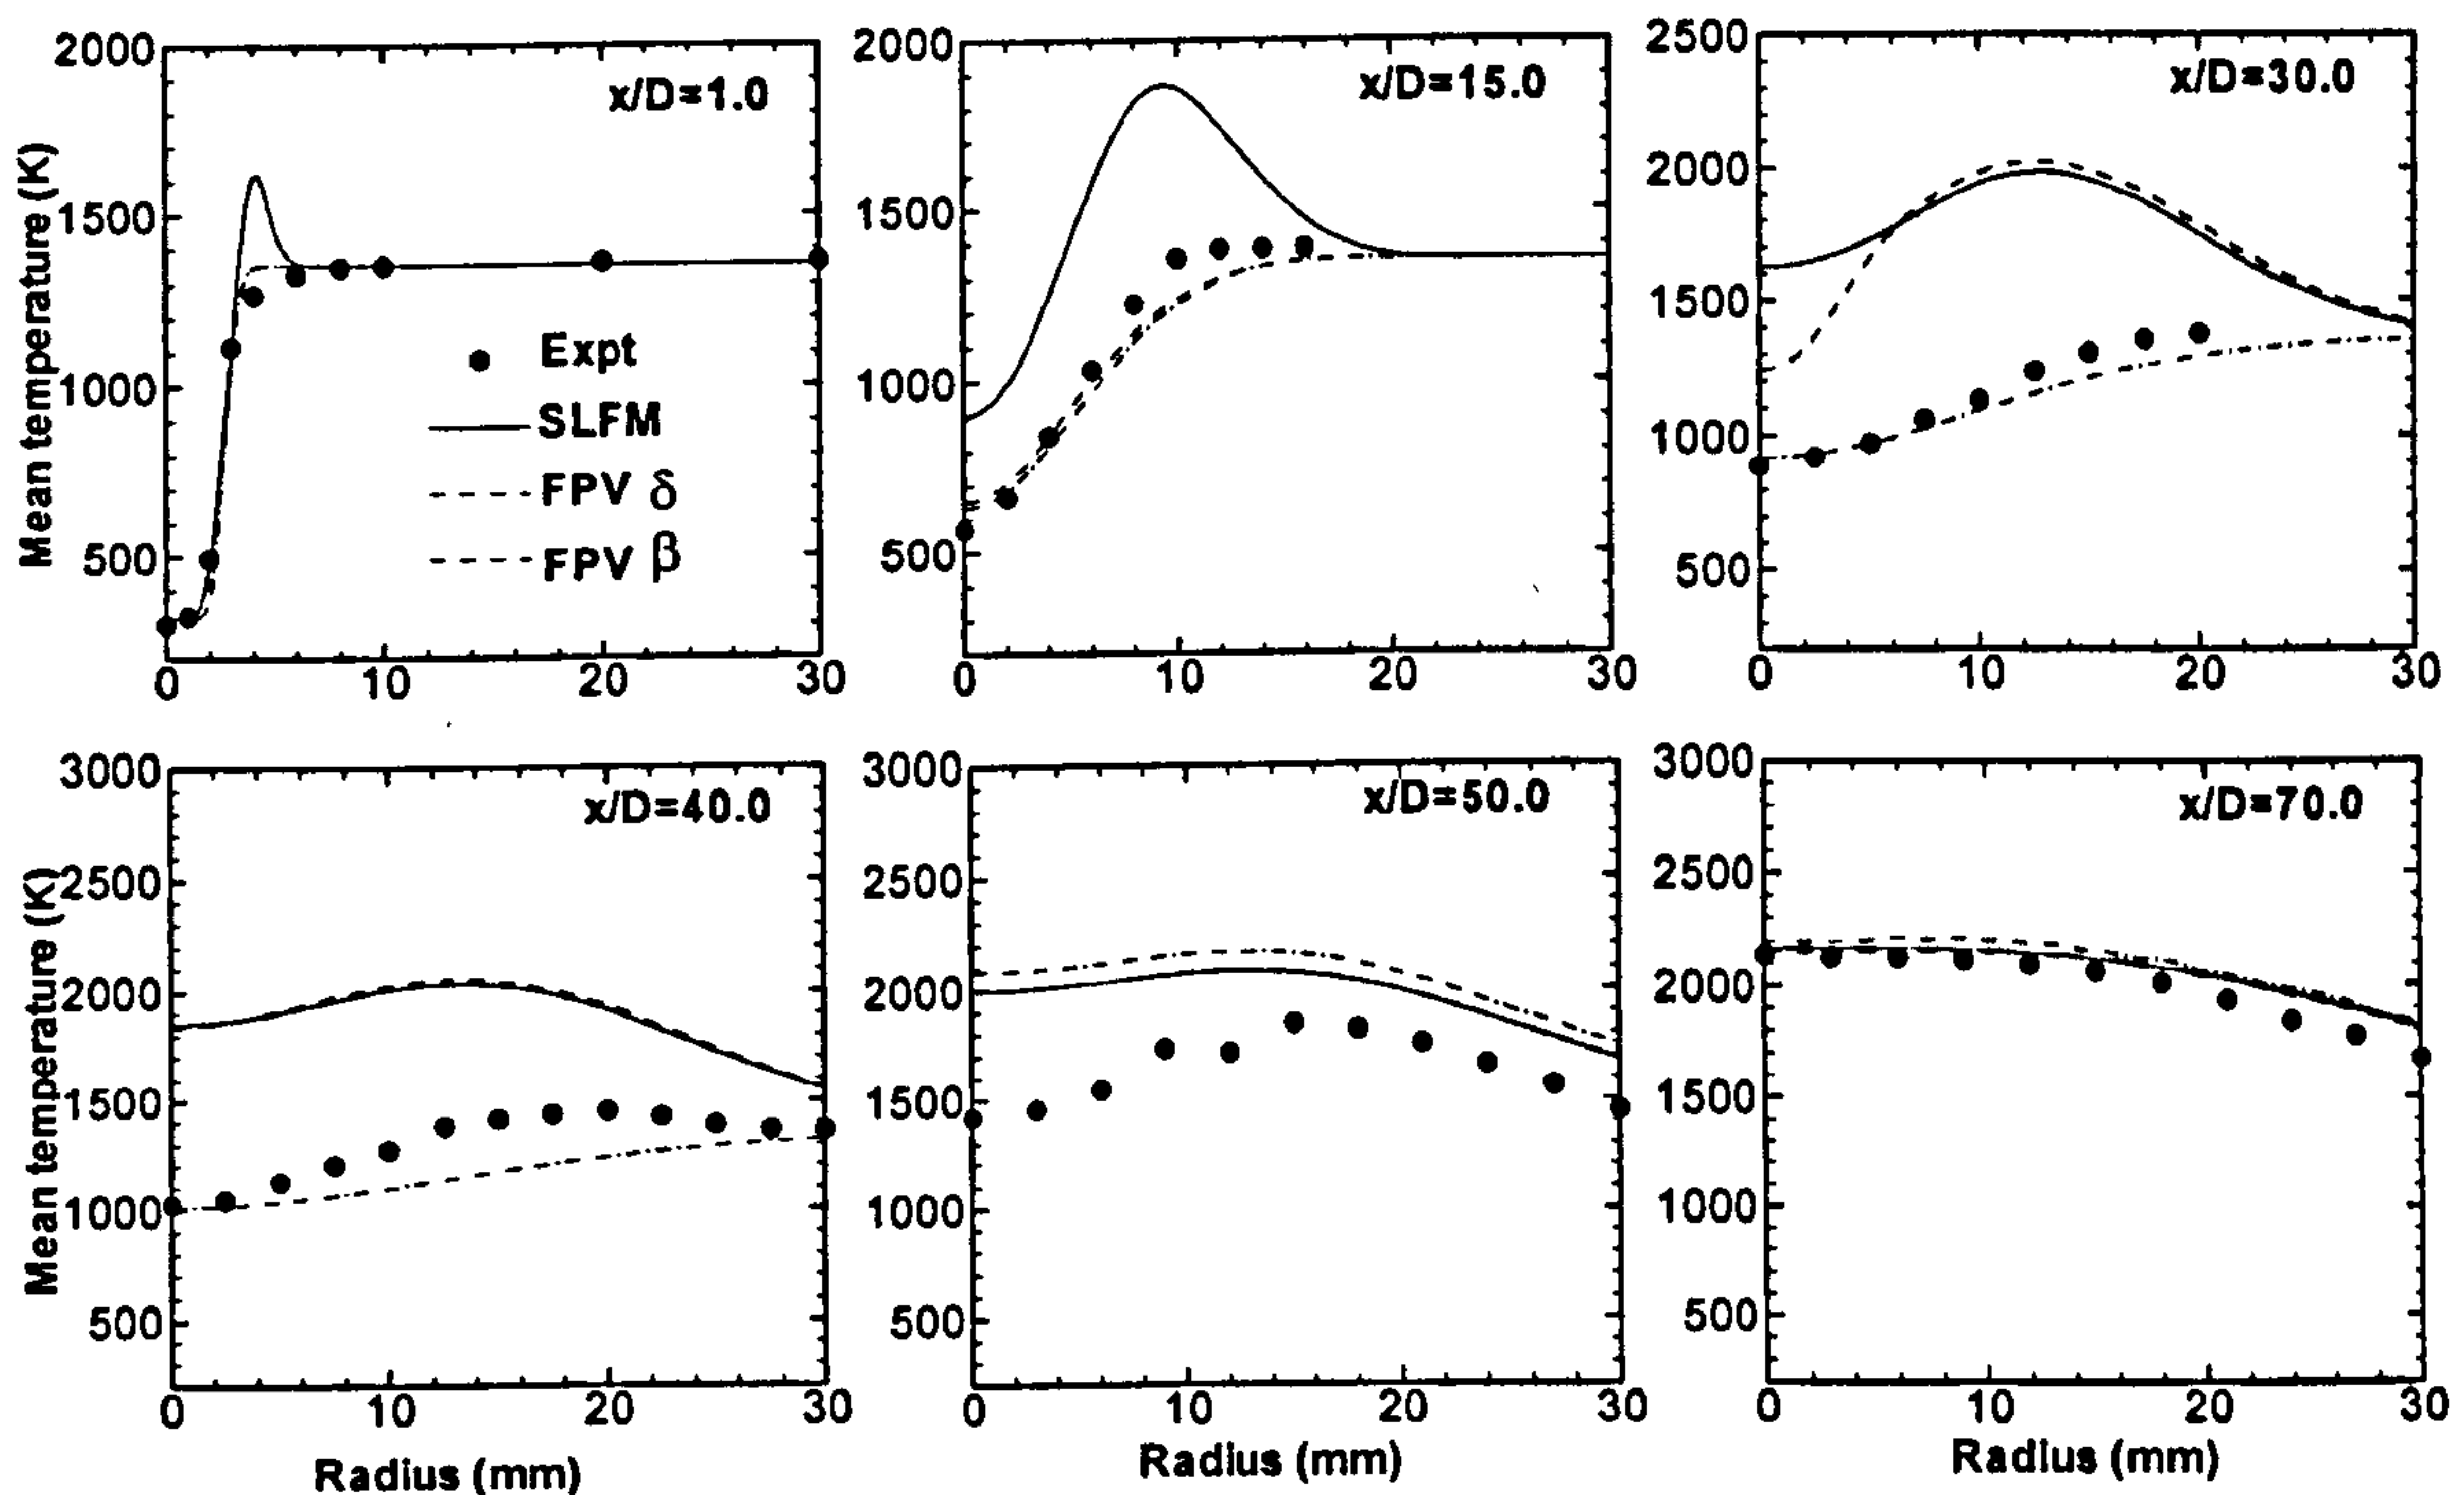 2000
1500
1000
500
Mean temperature (K)
x/D=1.0
Expt
SLFM
FPV δ
FPV β
0 10 20 30
2000
1500
1000
500
x/D=15.0
0 10 20 30
2500
2000
1500
1000
500
x/D=30.0
0 10 20 30
3000
2500
2000
1500
1000
500
Mean temperature (K)
x/D=40.0
0 10 20 30
Radius (mm)
3000
2500
2000
1500
1000
500
x/D=50.0
0 10 20 30
Radius (mm)
3000
2500
2000
1500
1000
500
x/D=70.0
0 10 20 30
Radius (mm)